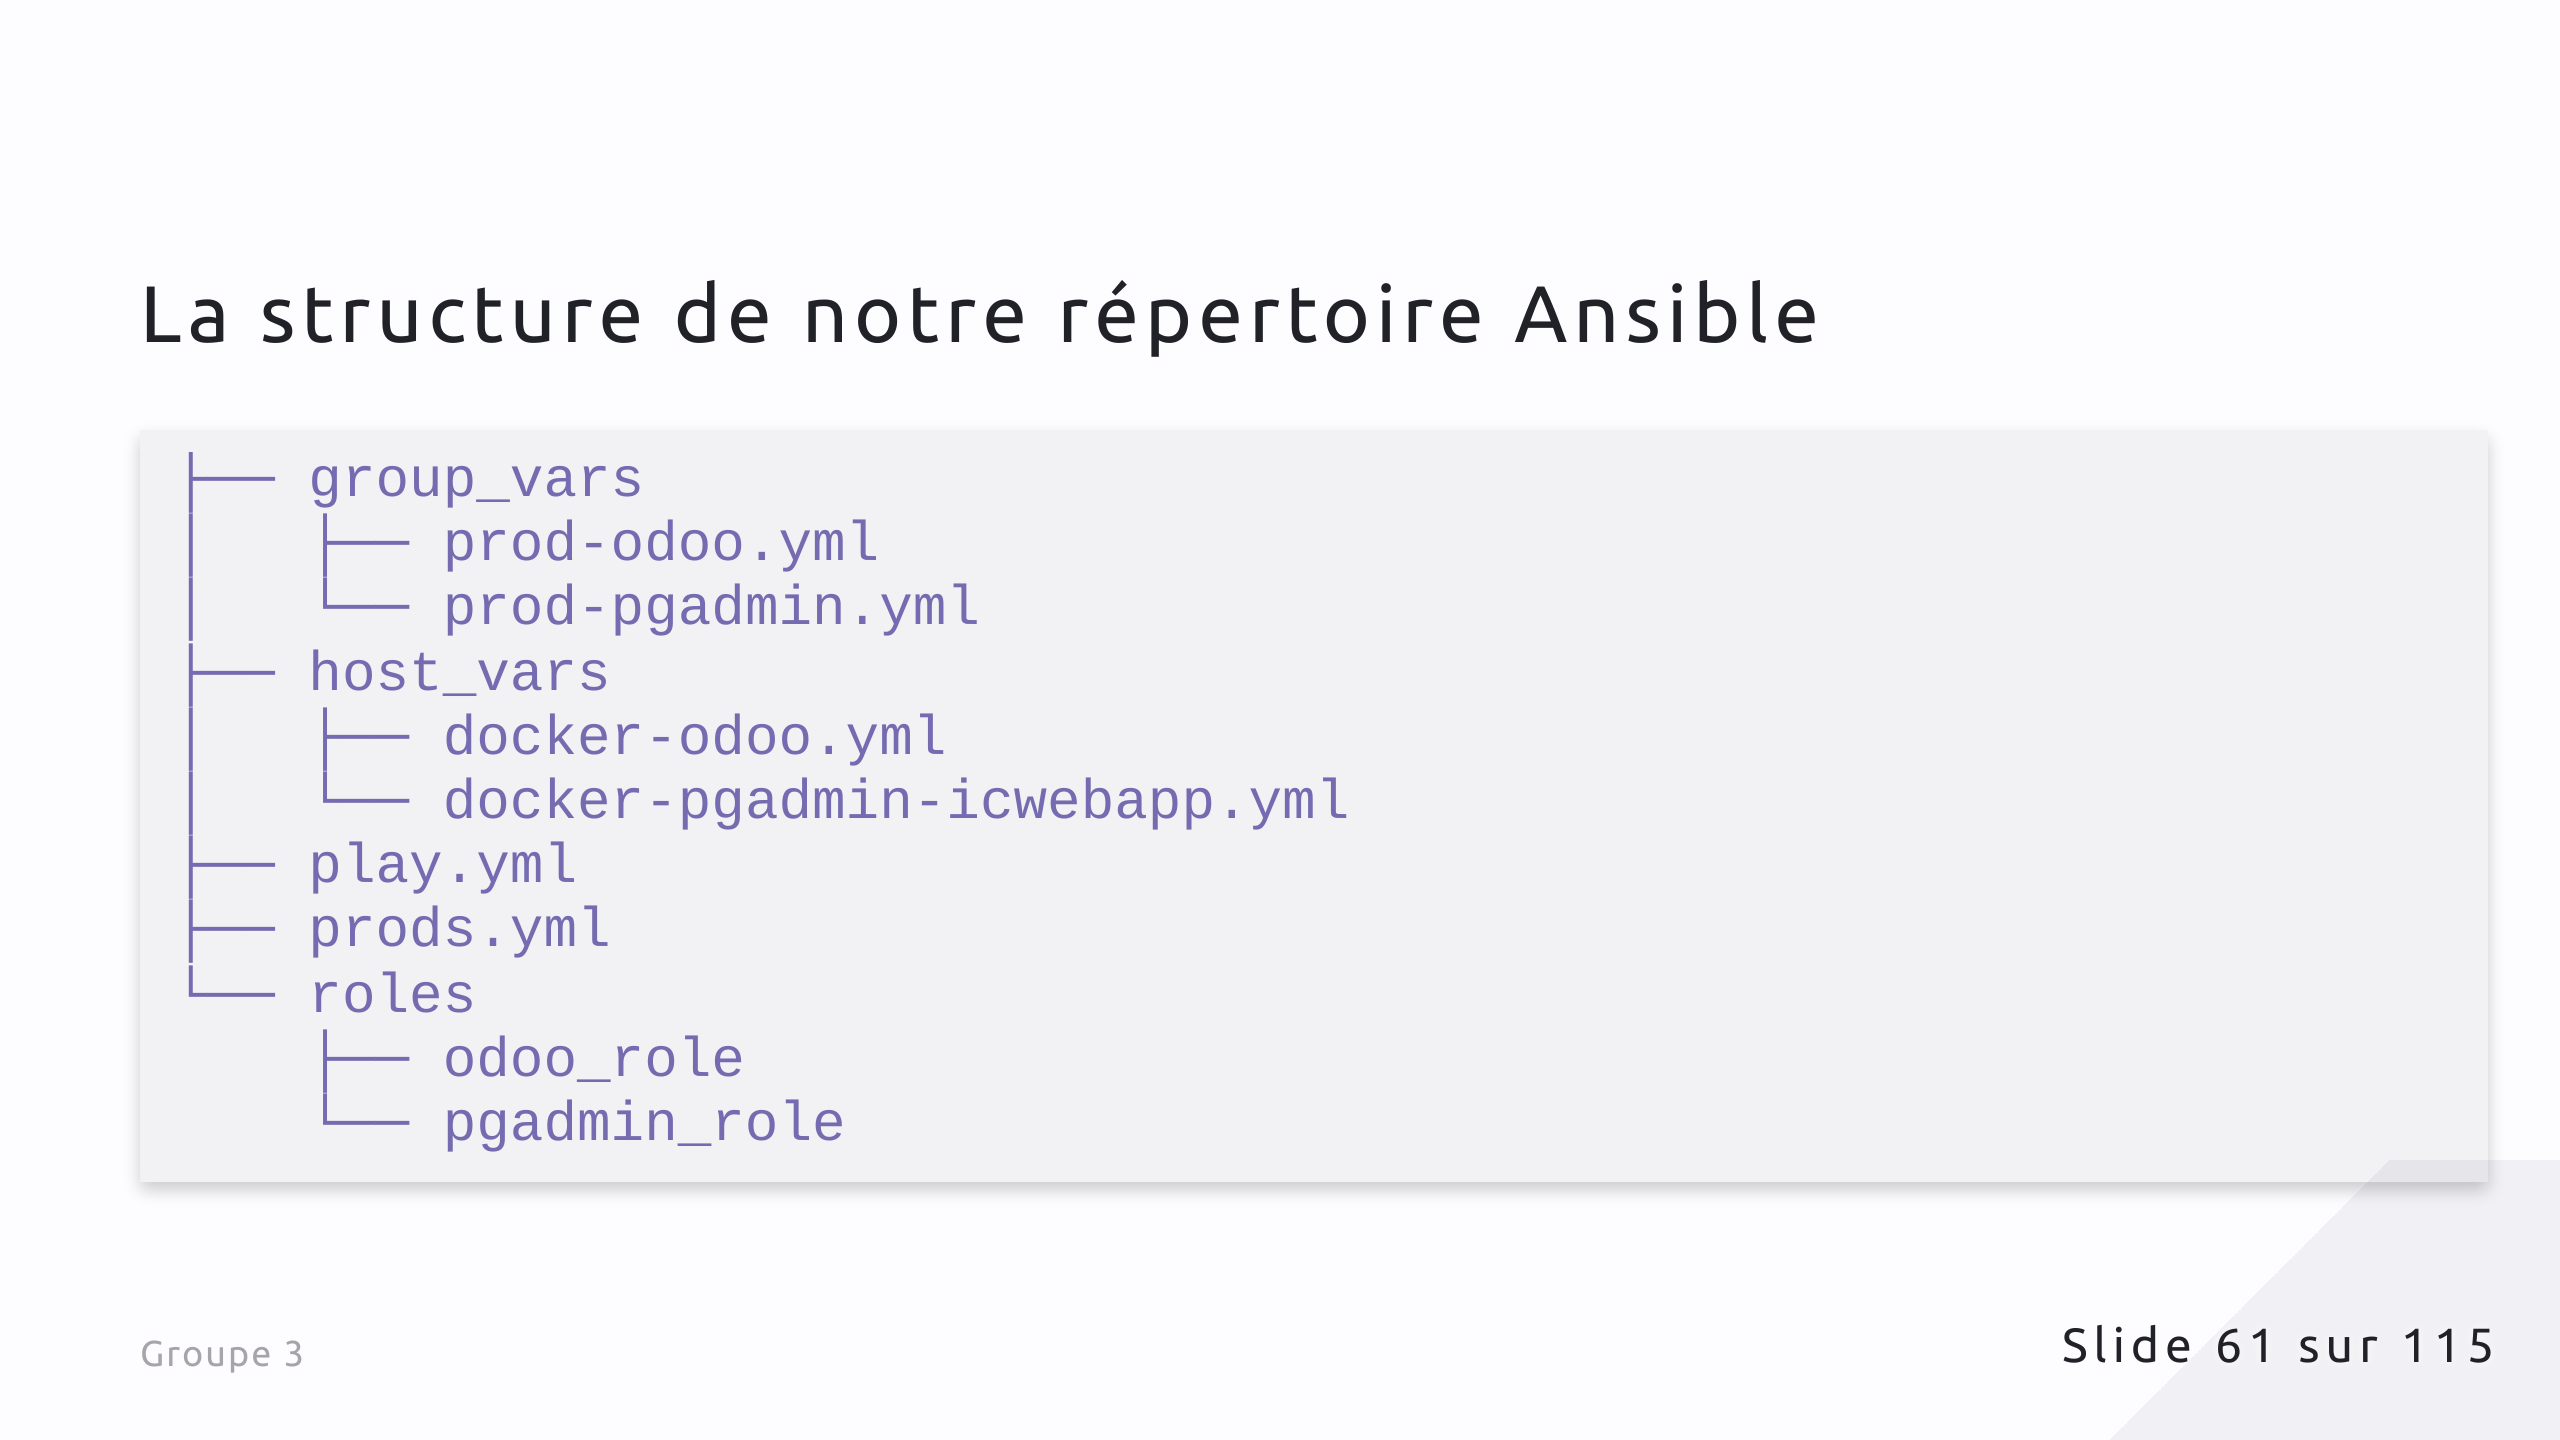 La structure de notre répertoire Ansible
├── group_vars
│   ├── prod-odoo.yml
│   └── prod-pgadmin.yml
├── host_vars
│   ├── docker-odoo.yml
│   └── docker-pgadmin-icwebapp.yml
├── play.yml
├── prods.yml
└── roles
    ├── odoo_role
    └── pgadmin_role
Groupe 3
Slide 61 sur 115